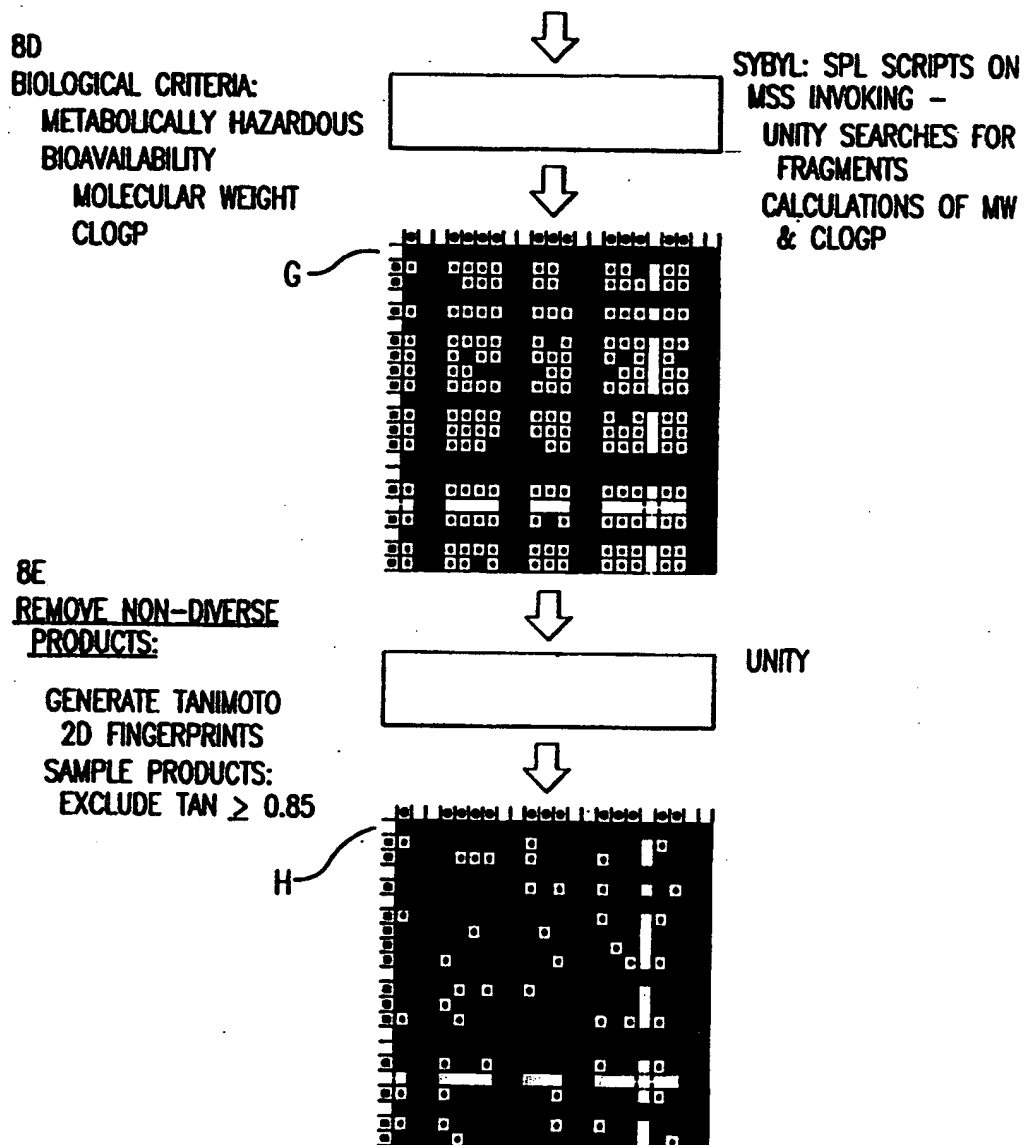 8D
BIOLOGICAL CRITERIA:
METABOLICALLY HAZARDOUS
BIOAVAILABILITY
MOLECULAR WEIGHT
CLOGP
SYBYL: SPL SCRIPTS ON
MSS INVOKING –
UNITY SEARCHES FOR
FRAGMENTS
CALCULATIONS OF MW
& CLOGP
G
8E
REMOVE NON-DIVERSE
PRODUCTS:
GENERATE TANIMOTO
2D FINGERPRINTS
SAMPLE PRODUCTS:
EXCLUDE TAN ≥ 0.85
UNITY
H